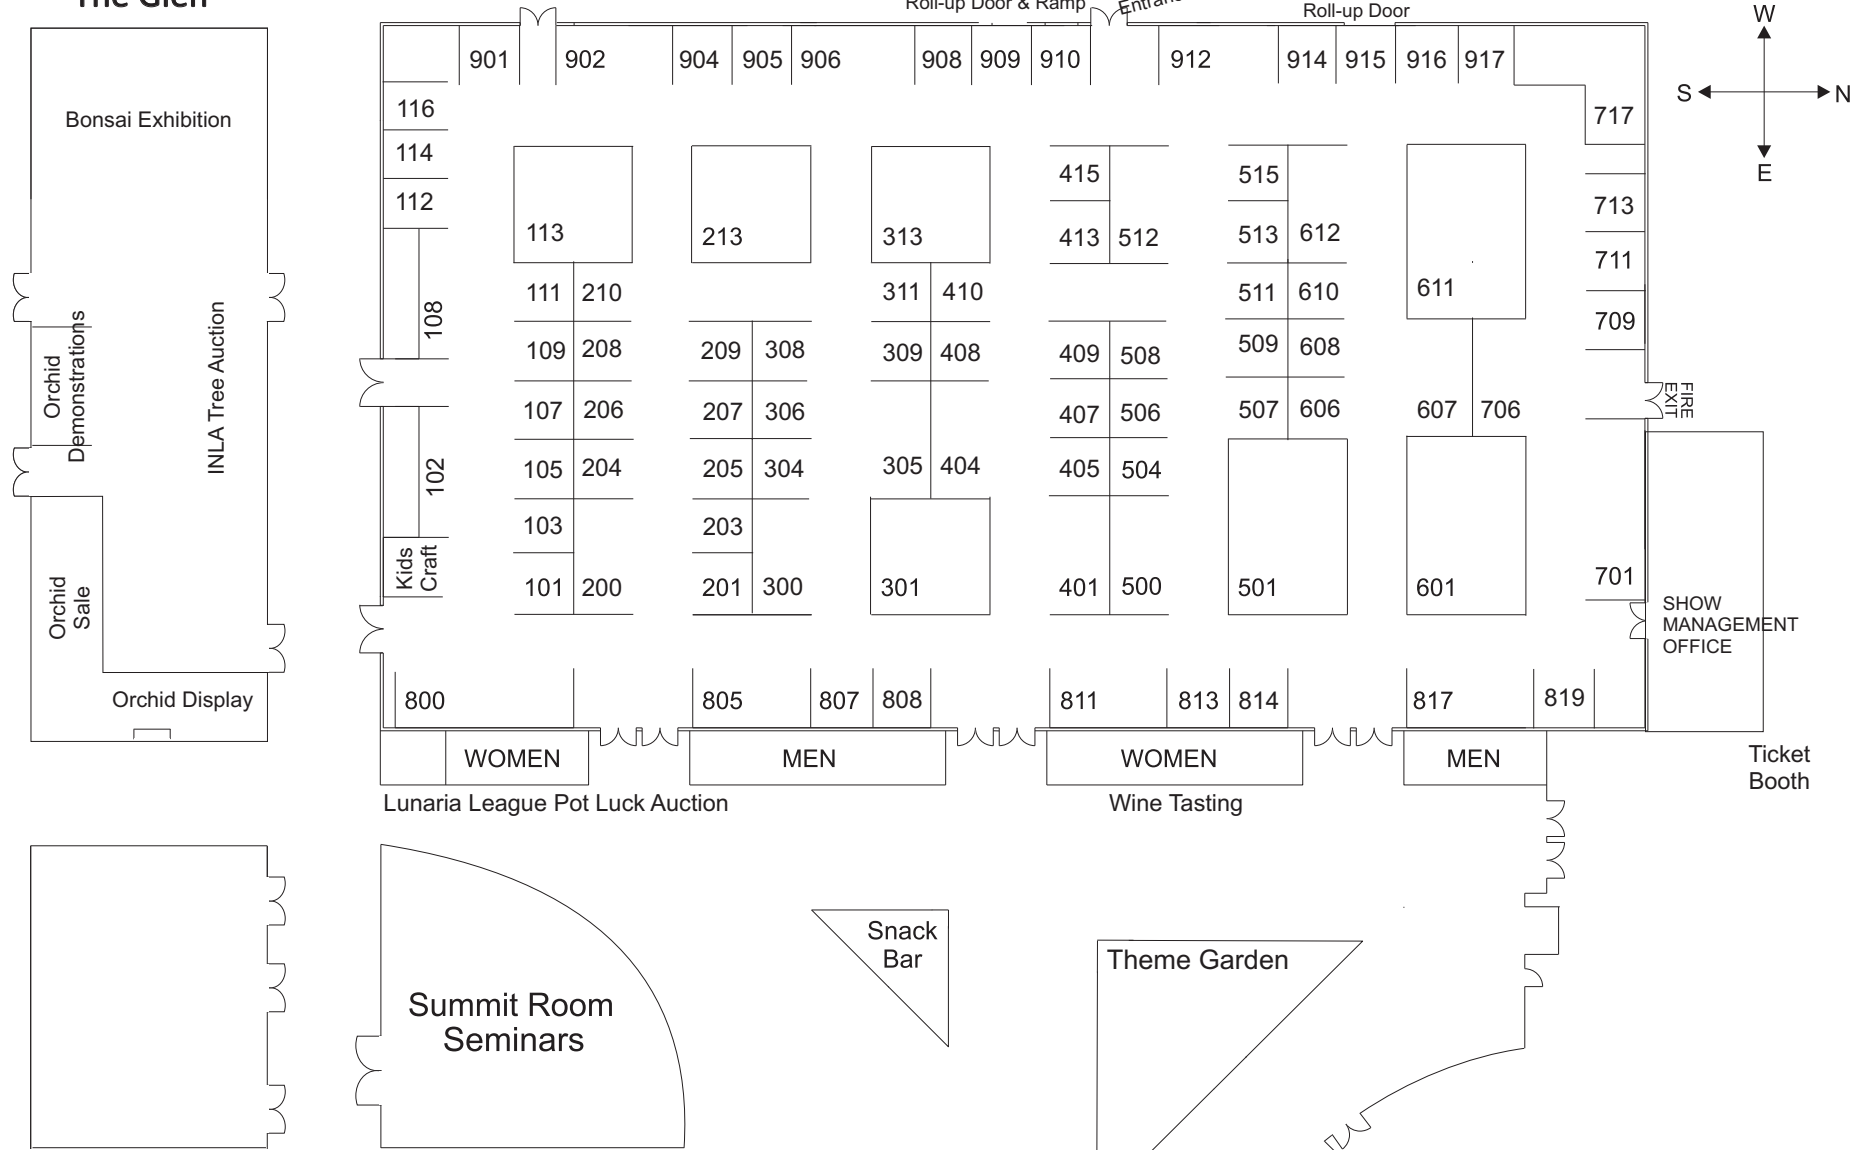 The Glen
Roll-up Door & Ramp
Entrance
Roll-up Door
W
S
N
E
Bonsai Exhibition
Orchid
Demonstrations
INLA Tree Auction
Orchid
Sale
Orchid Display
901
902
904
905
906
908
909
910
912
914
915
916
917
116
114
112
108
102
Kids
Craft
717
713
711
709
701
FIRE
EXIT
113
213
313
415
413
512
515
513
612
611
111
210
311
410
511
610
109
208
209
308
309
408
409
508
509
608
107
206
207
306
407
506
507
606
607
706
105
204
205
304
305
404
405
504
103
203
101
200
201
300
301
401
500
501
601
SHOW
MANAGEMENT
OFFICE
800
805
807
808
811
813
814
817
819
WOMEN
MEN
WOMEN
MEN
Ticket
Booth
Lunaria League Pot Luck Auction
Wine Tasting
Summit Room
Seminars
Snack
Bar
Theme Garden